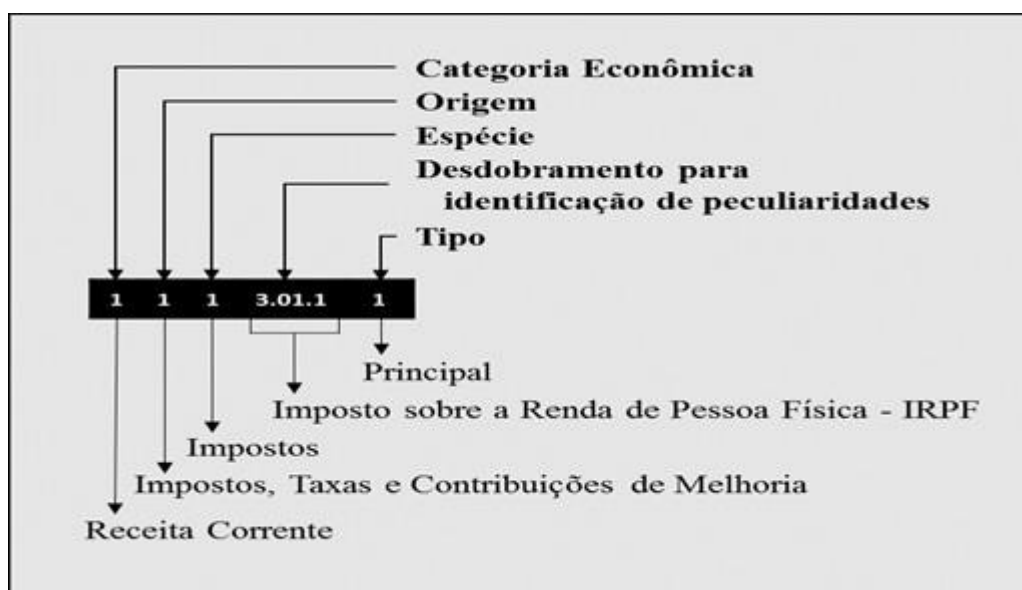 Categoria Econômica
Origem
Espécie
Desdobramento para
identificação de peculiaridades
Tipo
1 1 1 3.01.1 1
Principal
Imposto sobre a Renda de Pessoa Física - IRPF
Impostos
Impostos, Taxas e Contribuições de Melhoria
Receita Corrente